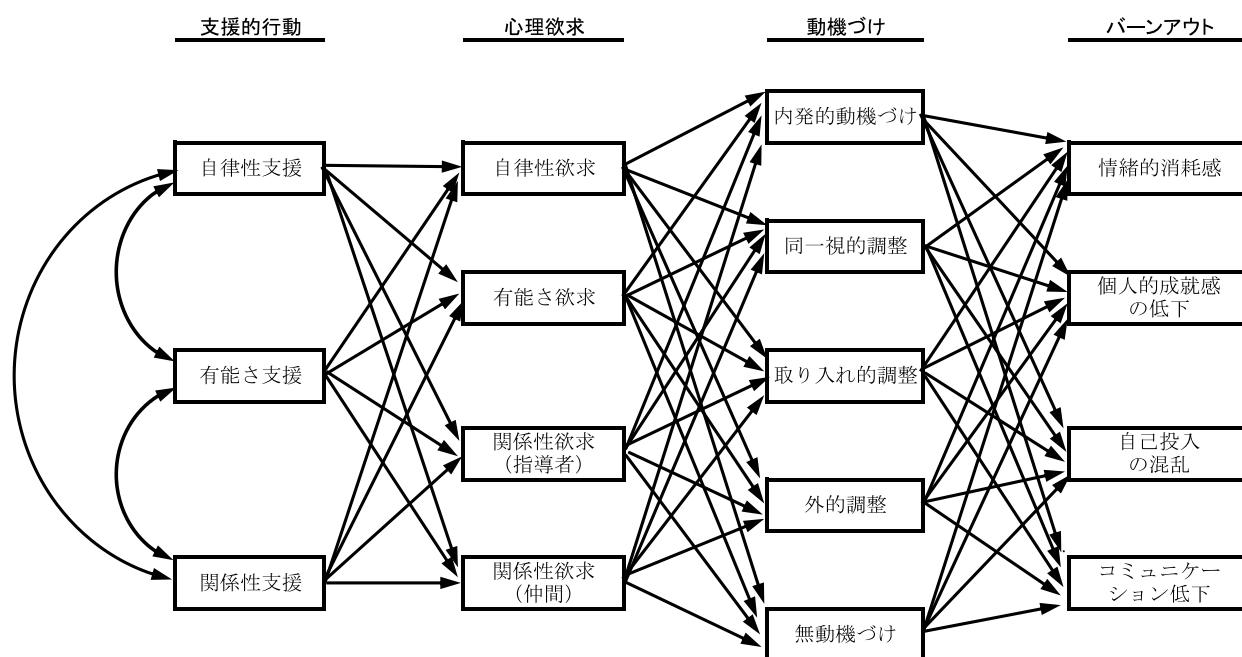 支援的行動
心理欲求
動機づけ
バーンアウト
自律性支援
有能さ支援
関係性支援
自律性欲求
有能さ欲求
関係性欲求
(指導者)
関係性欲求
(仲間)
内発的動機づけ
同一視的調整
取り入れ的調整
外的調整
無動機づけ
情緒的消耗感
個人的成就感
の低下
自己投入
の混乱
コミュニケー
ション低下